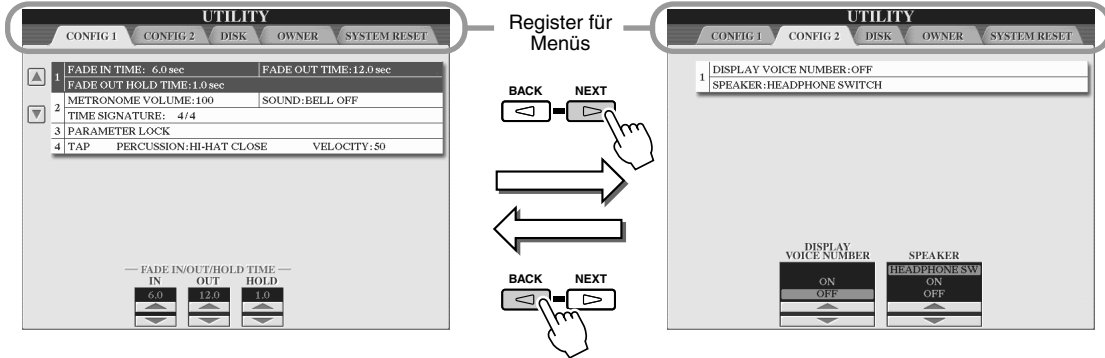 UTILITY
CONFIG 1 CONFIG 2 DISK OWNER SYSTEM RESET
1 FADE IN TIME: 6.0 sec FADE OUT TIME:12.0 sec
FADE OUT HOLD TIME:1.0 sec
2 METRONOME VOLUME:100 SOUND:BELL OFF
TIME SIGNATURE: 4/4
3 PARAMETER LOCK
4 TAP PERCUSSION:HI-HAT CLOSE VELOCITY:50
FADE IN/OUT/HOLD TIME
IN OUT HOLD
6.0 12.0 1.0
Register für
Menüs
BACK NEXT
BACK NEXT
UTILITY
CONFIG 1 CONFIG 2 DISK OWNER SYSTEM RESET
1 DISPLAY VOICE NUMBER:OFF
SPEAKER:HEADPHONE SWITCH
DISPLAY
VOICE NUMBER
ON
OFF
SPEAKER
HEADPHONE SW
ON
OFF